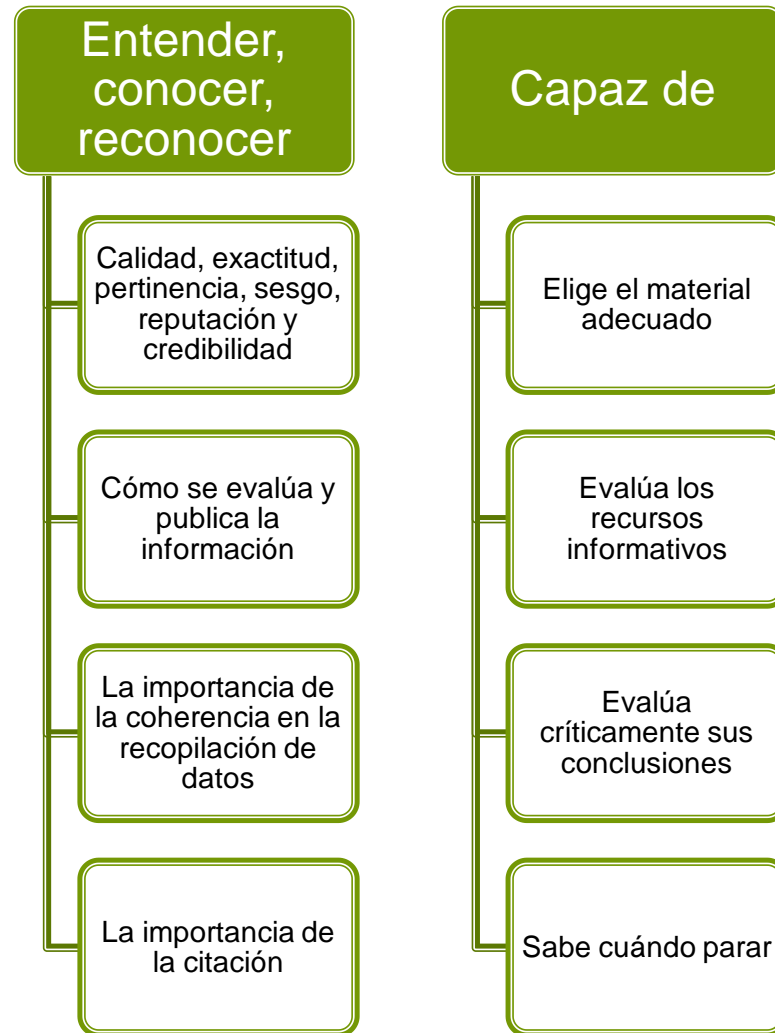 Entender,
conocer,
reconocer
Calidad, exactitud,
pertinencia, sesgo,
reputación y
credibilidad
Cómo se evalúa y
publica la
información
La importancia de
la coherencia en la
recopilación de
datos
La importancia de
la citación
Capaz de
Elige el material
adecuado
Evalúa los
recursos
informativos
Evalúa
críticamente sus
conclusiones
Sabe cuándo parar